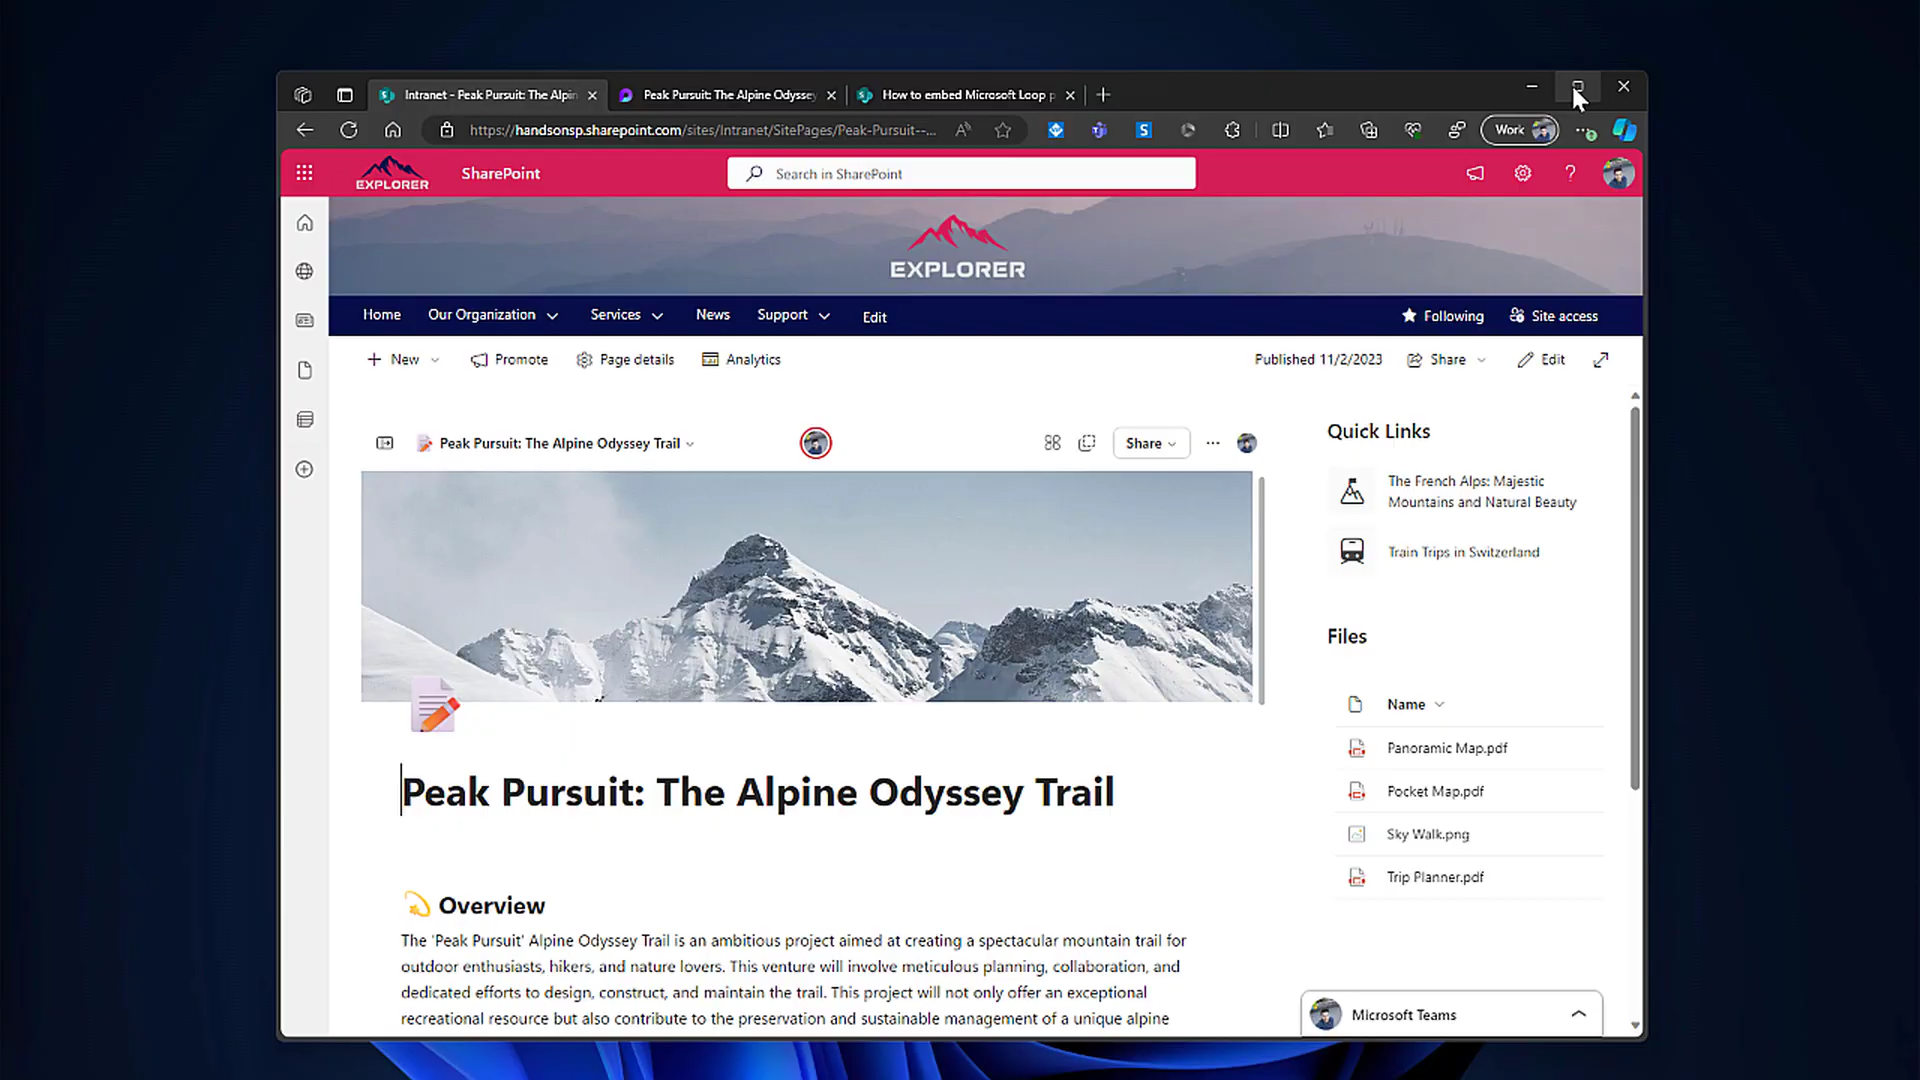 Intranet - Peak Pursuit: The Alpin
Peak Pursuit: The Alpine Odyssey
How to embed Microsoft Loop p
https://handsonsp.sharepoint.com/sites/Intranet/SitePages/Peak-Pursuit--...
Work
EXPLORER
SharePoint
Search in SharePoint
EXPLORER
Home
Our Organization
Services
News
Support
Edit
Following
Site access
New
Promote
Page details
Analytics
Published 11/2/2023
Share
Edit
Peak Pursuit: The Alpine Odyssey Trail
Share
Peak Pursuit: The Alpine Odyssey Trail
Overview
The 'Peak Pursuit' Alpine Odyssey Trail is an ambitious project aimed at creating a spectacular mountain trail for
outdoor enthusiasts, hikers, and nature lovers. This venture will involve meticulous planning, collaboration, and
dedicated efforts to design, construct, and maintain the trail. This project will not only offer an exceptional
recreational resource but also contribute to the preservation and sustainable management of a unique alpine
Quick Links
The French Alps: Majestic
Mountains and Natural Beauty
Train Trips in Switzerland
Files
Name
Panoramic Map.pdf
Pocket Map.pdf
Sky Walk.png
Trip Planner.pdf
Microsoft Teams